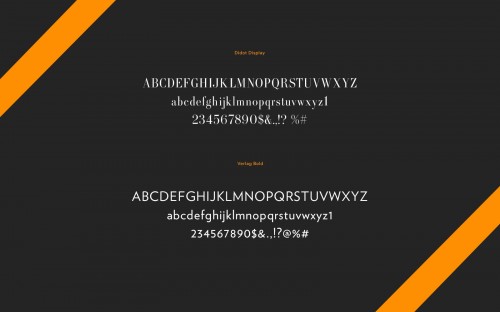 Didot Display
ABCDEFGHIJKLMNOPQRSTUVWXYZ
abcdefghijklmnopqrstuvwxyz1
234567890$&.,!? %#
Verlag Bold
ABCDEFGHIJKLMNOPQRSTUVWXYZ
abcdefghijklmnopqrstuvwxyz1
234567890$&.,!?@%#